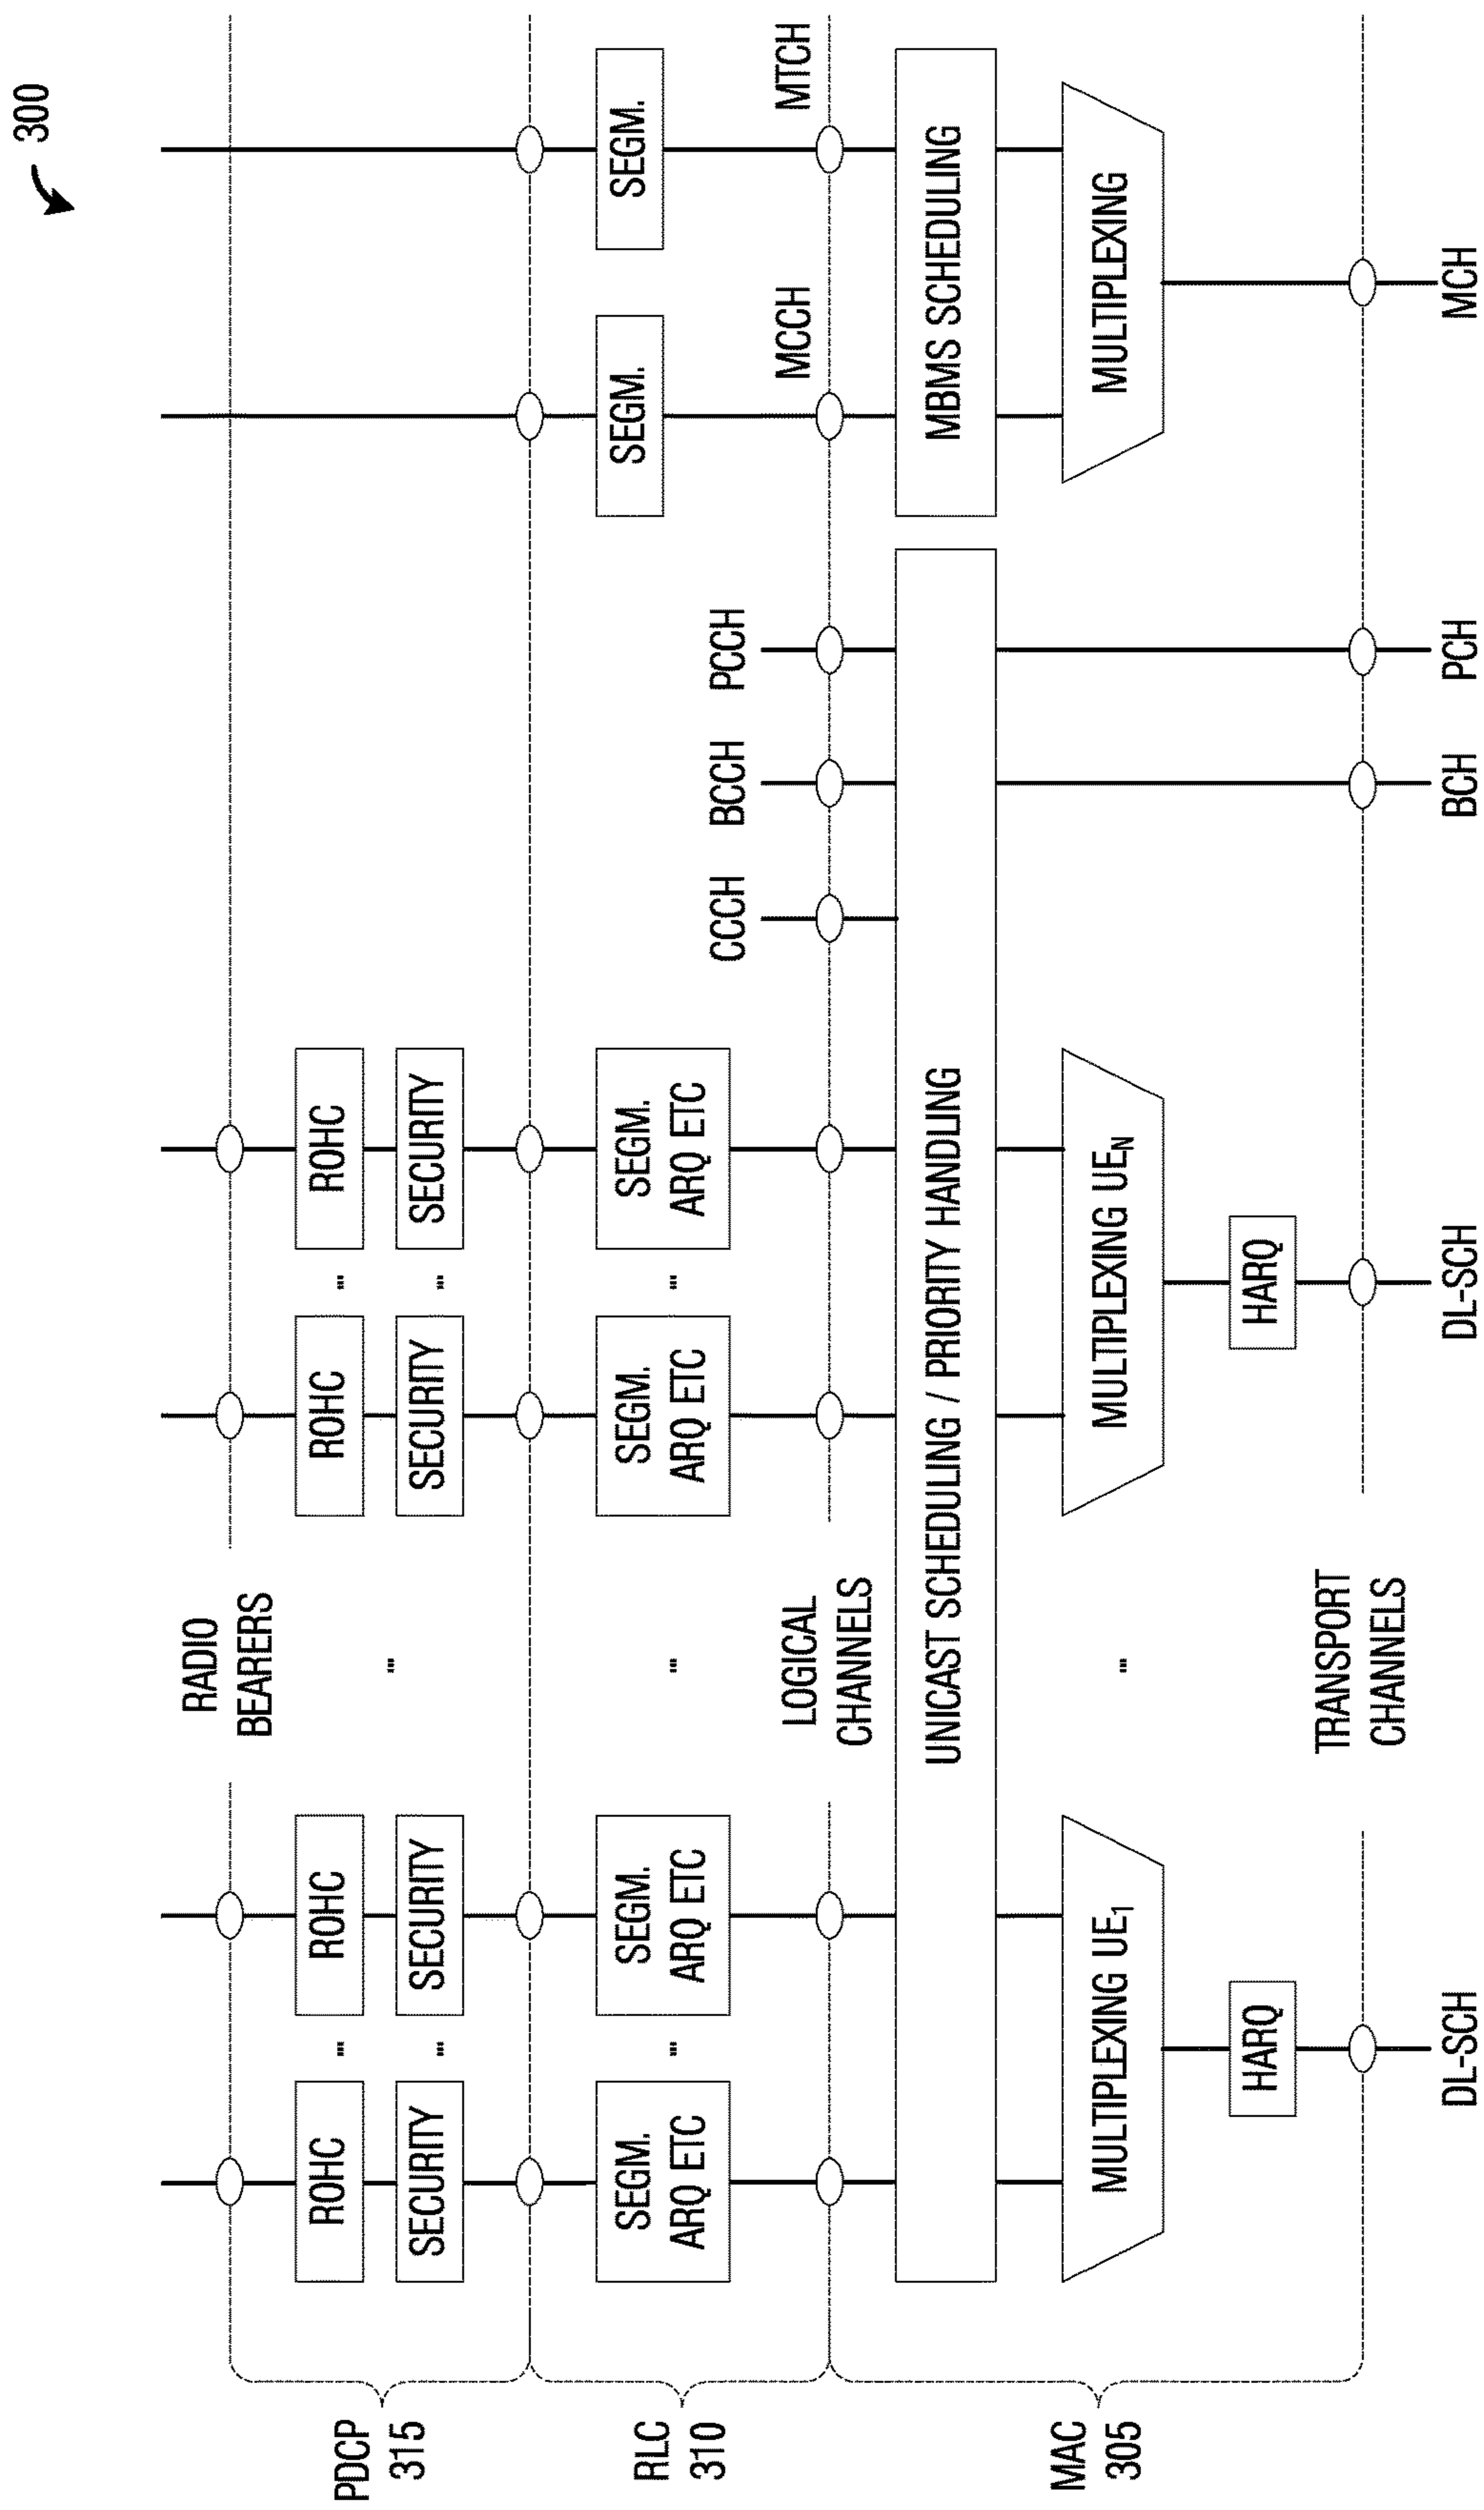 300
RADIO
BEARERS
PDCP
315
ROHC
...
ROHC
ROHC
...
ROHC
...
SECURITY
...
SECURITY
SECURITY
...
SECURITY
RLC
310
SEGM.
ARQ ETC
...
SEGM.
ARQ ETC
...
SEGM.
ARQ ETC
...
SEGM.
ARQ ETC
SEGM.
SEGM.
LOGICAL
CHANNELS
CCCH
BCCH
PCCH
MCCH
MTCH
MAC
305
UNICAST SCHEDULING / PRIORITY HANDLING
MBMS SCHEDULING
MULTIPLEXING UE1
...
MULTIPLEXING UEN
MULTIPLEXING
HARQ
HARQ
TRANSPORT
CHANNELS
DL-SCH
DL-SCH
BCH
PCH
MCH